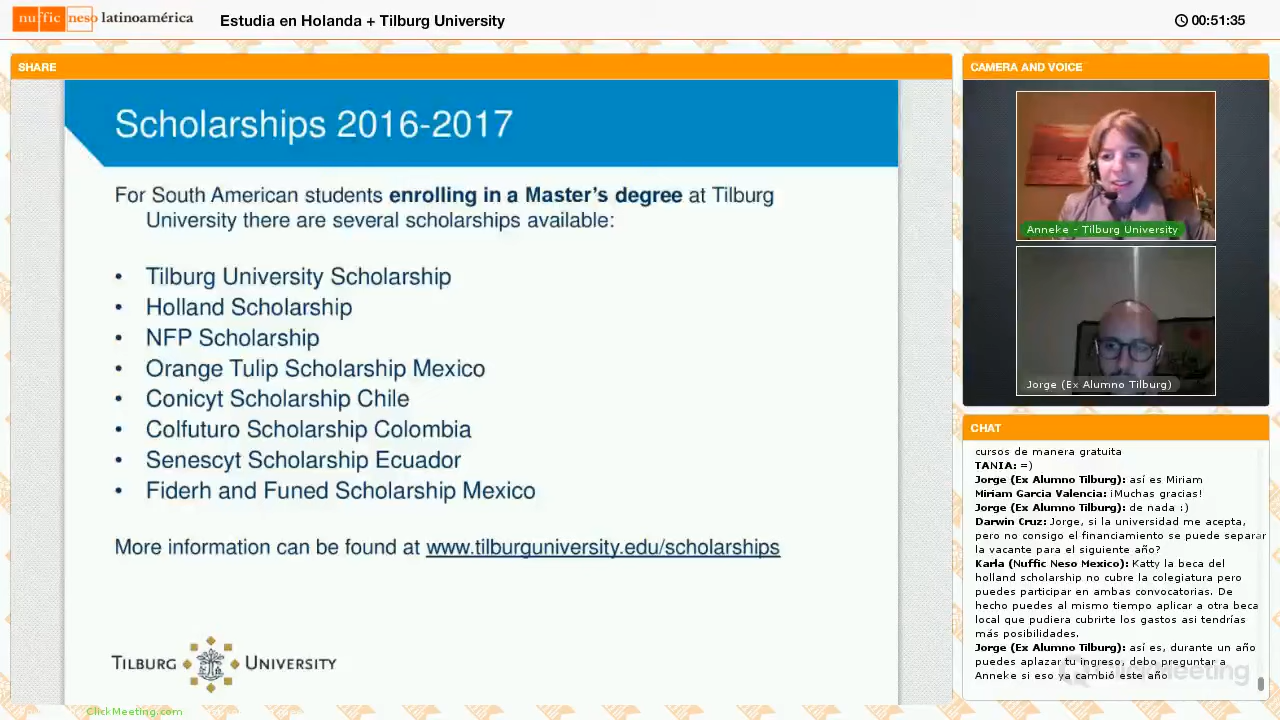 nuffic neso latinoamérica
Estudia en Holanda + Tilburg University
00:51:35
SHARE
Scholarships 2016-2017
For South American students enrolling in a Master's degree at Tilburg
University there are several scholarships available:
• Tilburg University Scholarship
• Holland Scholarship
• NFP Scholarship
• Orange Tulip Scholarship Mexico
• Conicyt Scholarship Chile
• Colfuturo Scholarship Colombia
• Senescyt Scholarship Ecuador
• Fiderh and Funed Scholarship Mexico
More information can be found at www.tilburguniversity.edu/scholarships
TILBURG UNIVERSITY
ClickMeeting.com
CAMERA AND VOICE
Anneke - Tilburg University
Jorge (Ex Alumno Tilburg)
CHAT
cursos de manera gratuita
TANIA: =)
Jorge (Ex Alumno Tilburg): así es Miriam
Miriam Garcia Valencia: ¡Muchas gracias!
Jorge (Ex Alumno Tilburg): de nada :)
Darwin Cruz: Jorge, si la universidad me acepta,
pero no consigo el financiamiento se puede separar
la vacante para el siguiente año?
Karla (Nuffic Neso Mexico): Katty la beca del
holland scholarship no cubre la colegiatura pero
puedes participar en ambas convocatorias. De
hecho puedes al mismo tiempo aplicar a otra beca
local que pudiera cubrirte los gastos asi tendrías
más posibilidades.
Jorge (Ex Alumno Tilburg): así es, durante un año
puedes aplazar tu ingreso, debo preguntar a
Anneke si eso ya cambió este año
ClickMeeting